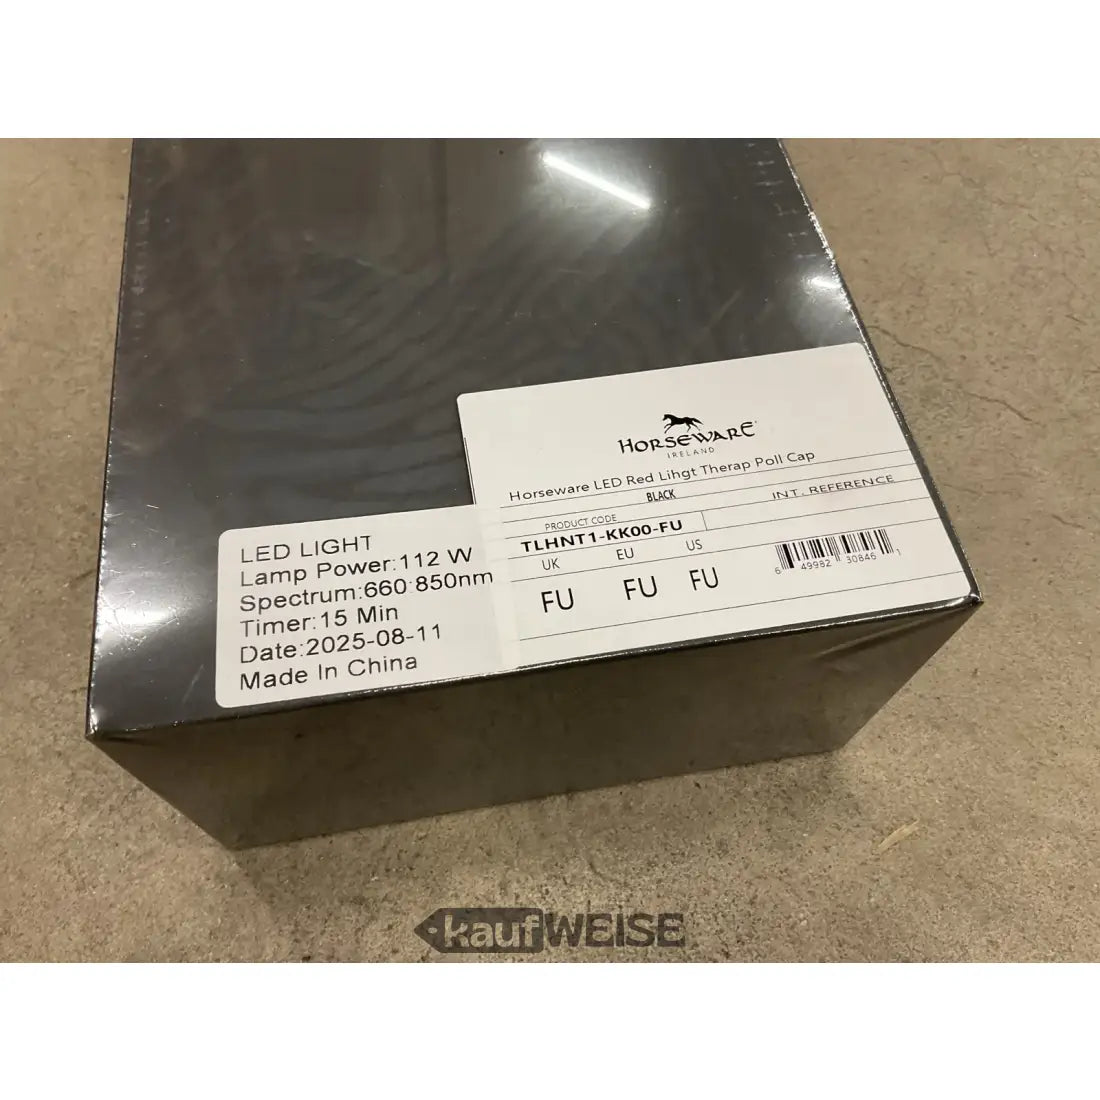 HORSEWARE
IRELAND
Horseware LED Red Lihgt Therap Poll Cap
BLACK
PRODUCT CODE
INT. REFERENCE
TLHNT1-KK00-FU
UK EU US
FU FU FU
6 49982 30846 1
LED LIGHT
Lamp Power:112 W
Spectrum:660:850nm
Timer:15 Min
Date:2025-08-11
Made In China
kaufWEISE